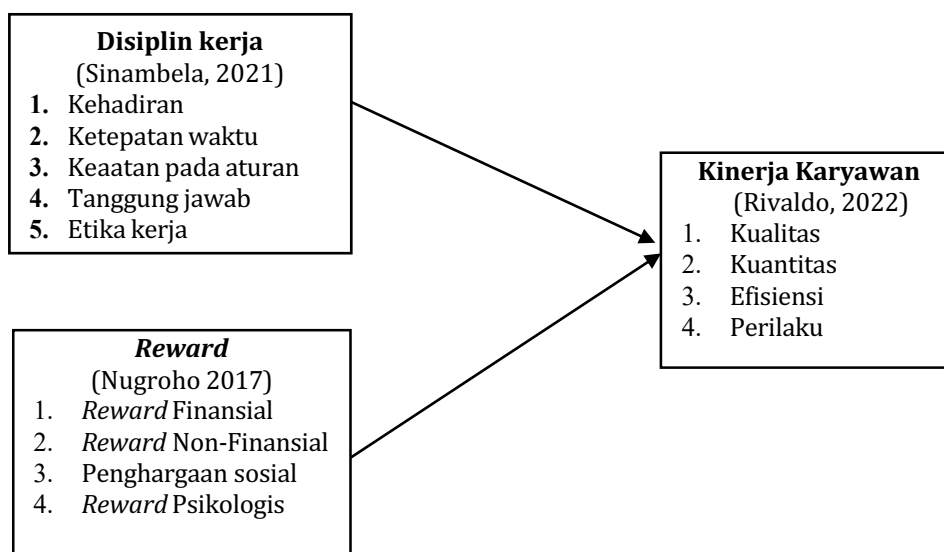 Disiplin kerja
(Sinambela, 2021)
1. Kehadiran
2. Ketepatan waktu
3. Keaatan pada aturan
4. Tanggung jawab
5. Etika kerja
Kinerja Karyawan
(Rivaldo, 2022)
1. Kualitas
2. Kuantitas
3. Efisiensi
4. Perilaku
Reward
(Nugroho 2017)
1. Reward Finansial
2. Reward Non-Finansial
3. Penghargaan sosial
4. Reward Psikologis